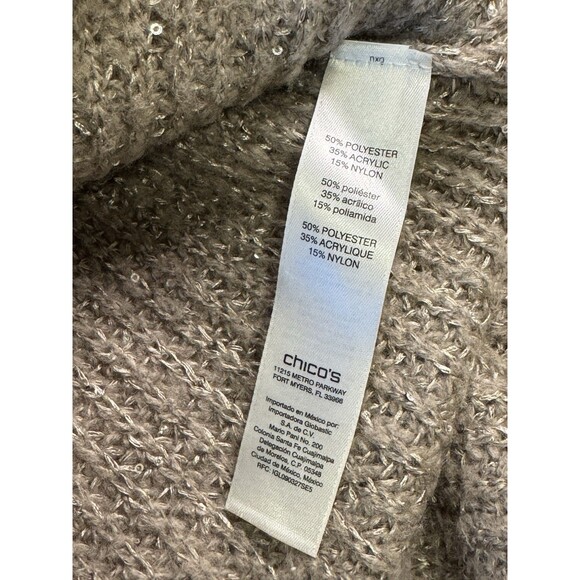 50% POLYESTER
35% ACRYLIC
15% NYLON
50% poliéster
35% acrílico
15% poliamida
50% POLYESTER
35% ACRYLIQUE
15% NYLON
chico's
11215 METRO PARKWAY
FORT MYERS, FL 33966
Importado en México por:
Importadora Globastic
S.A. de C.V.
Mario Pani No. 200
Colonia Santa Fe Cuajimalpa
Delegación Cuajimalpa
de Morelos, C.P. 05348
Ciudad de México, México
RFC: IGL090327SE5